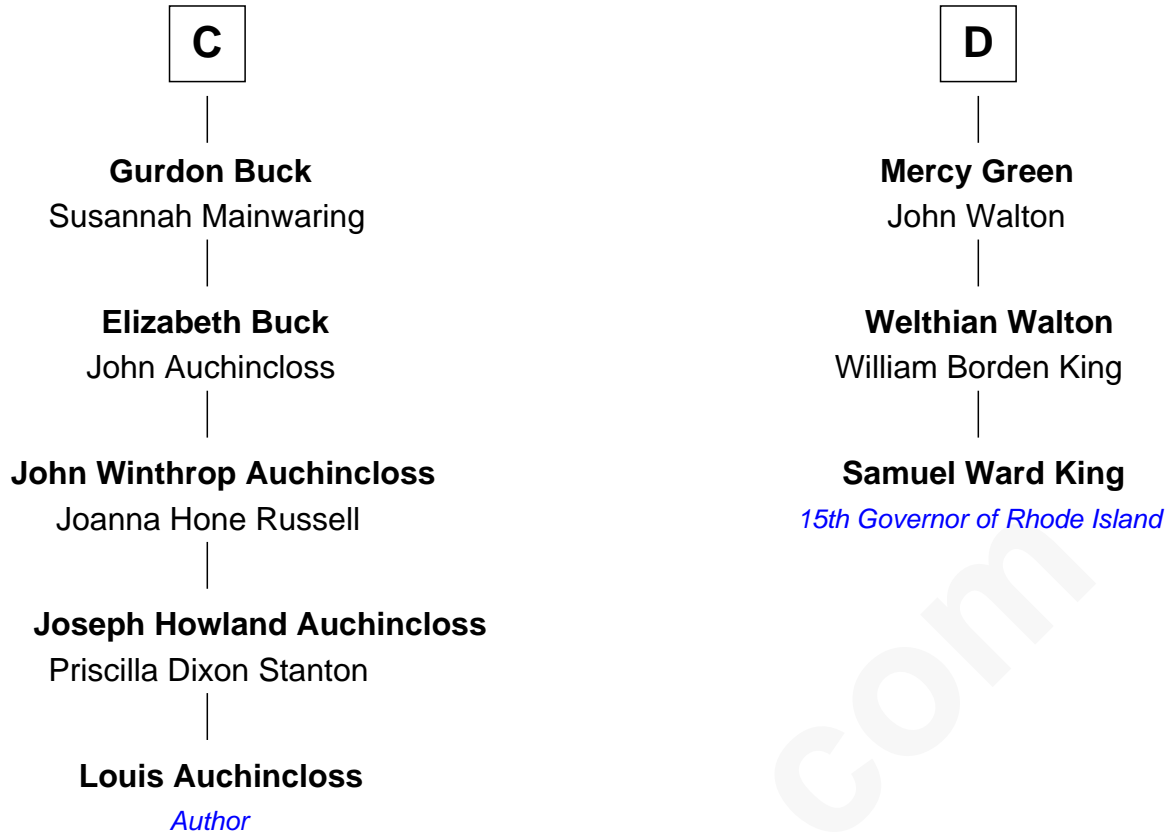 C
Gurdon Buck
Susannah Mainwaring
Elizabeth Buck
John Auchincloss
John Winthrop Auchincloss
Joanna Hone Russell
Joseph Howland Auchincloss
Priscilla Dixon Stanton
Louis Auchincloss
Author
D
Mercy Green
John Walton
Welthian Walton
William Borden King
Samuel Ward King
15th Governor of Rhode Island
com